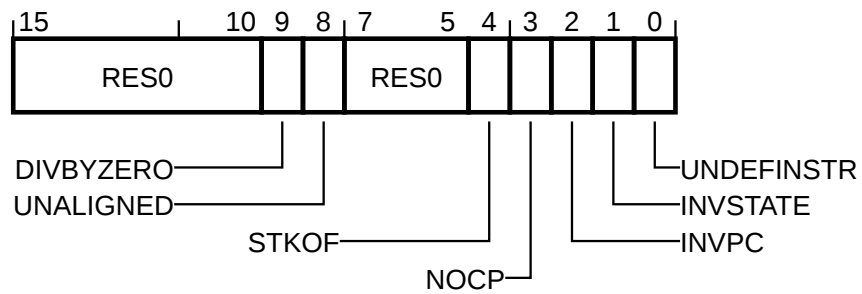 15 10 9 8 7 5 4 3 2 1 0
RES0 RES0
DIVBYZERO UNDEFINSTR
UNALIGNED INVSTATE
STKOF INVPC
NOCP